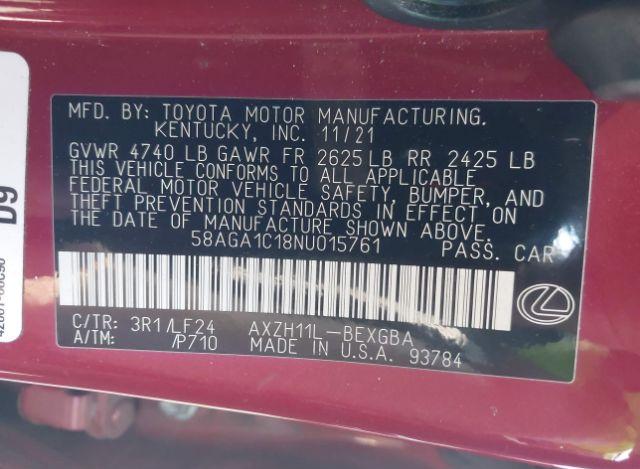 MFD. BY: TOYOTA MOTOR MANUFACTURING.
KENTUCKY, INC. 11/21
GVWR 4740 LB GAWR FR 2625 LB RR 2425 LB
THIS VEHICLE CONFORMS TO ALL APPLICABLE
FEDERAL MOTOR VEHICLE SAFETY, BUMPER, AND
THEFT PREVENTION STANDARDS IN EFFECT ON
THE DATE OF MANUFACTURE SHOWN ABOVE.
58AGA1C18NU015761 PASS. CAR
C/TR: 3R1/LF24 AXZH11L-BEXGBA
A/TM: /P710 MADE IN U.S.A. 93784
D9